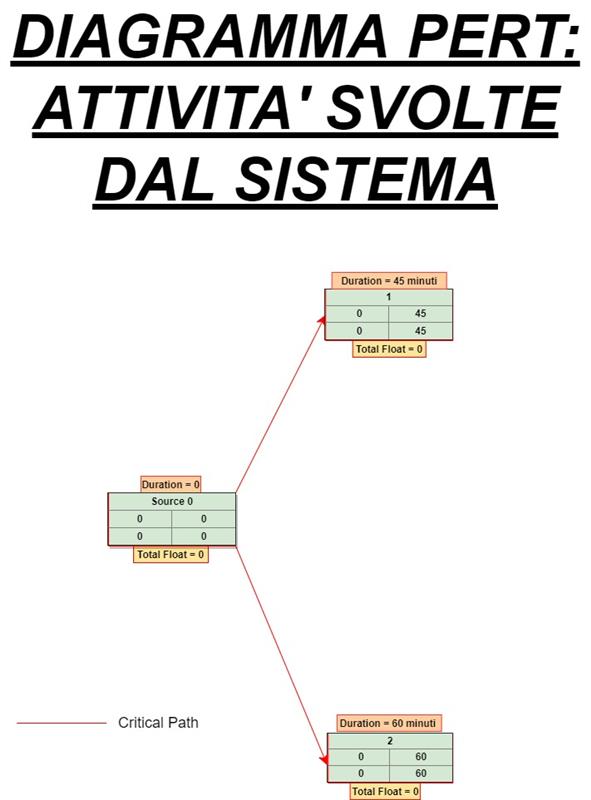 DIAGRAMMA PERT:
ATTIVITA' SVOLTE
DAL SISTEMA
Duration = 45 minuti
1
0 45
0 45
Total Float = 0
Duration = 0
Source 0
0 0
0 0
Total Float = 0
Critical Path
Duration = 60 minuti
2
0 60
0 60
Total Float = 0